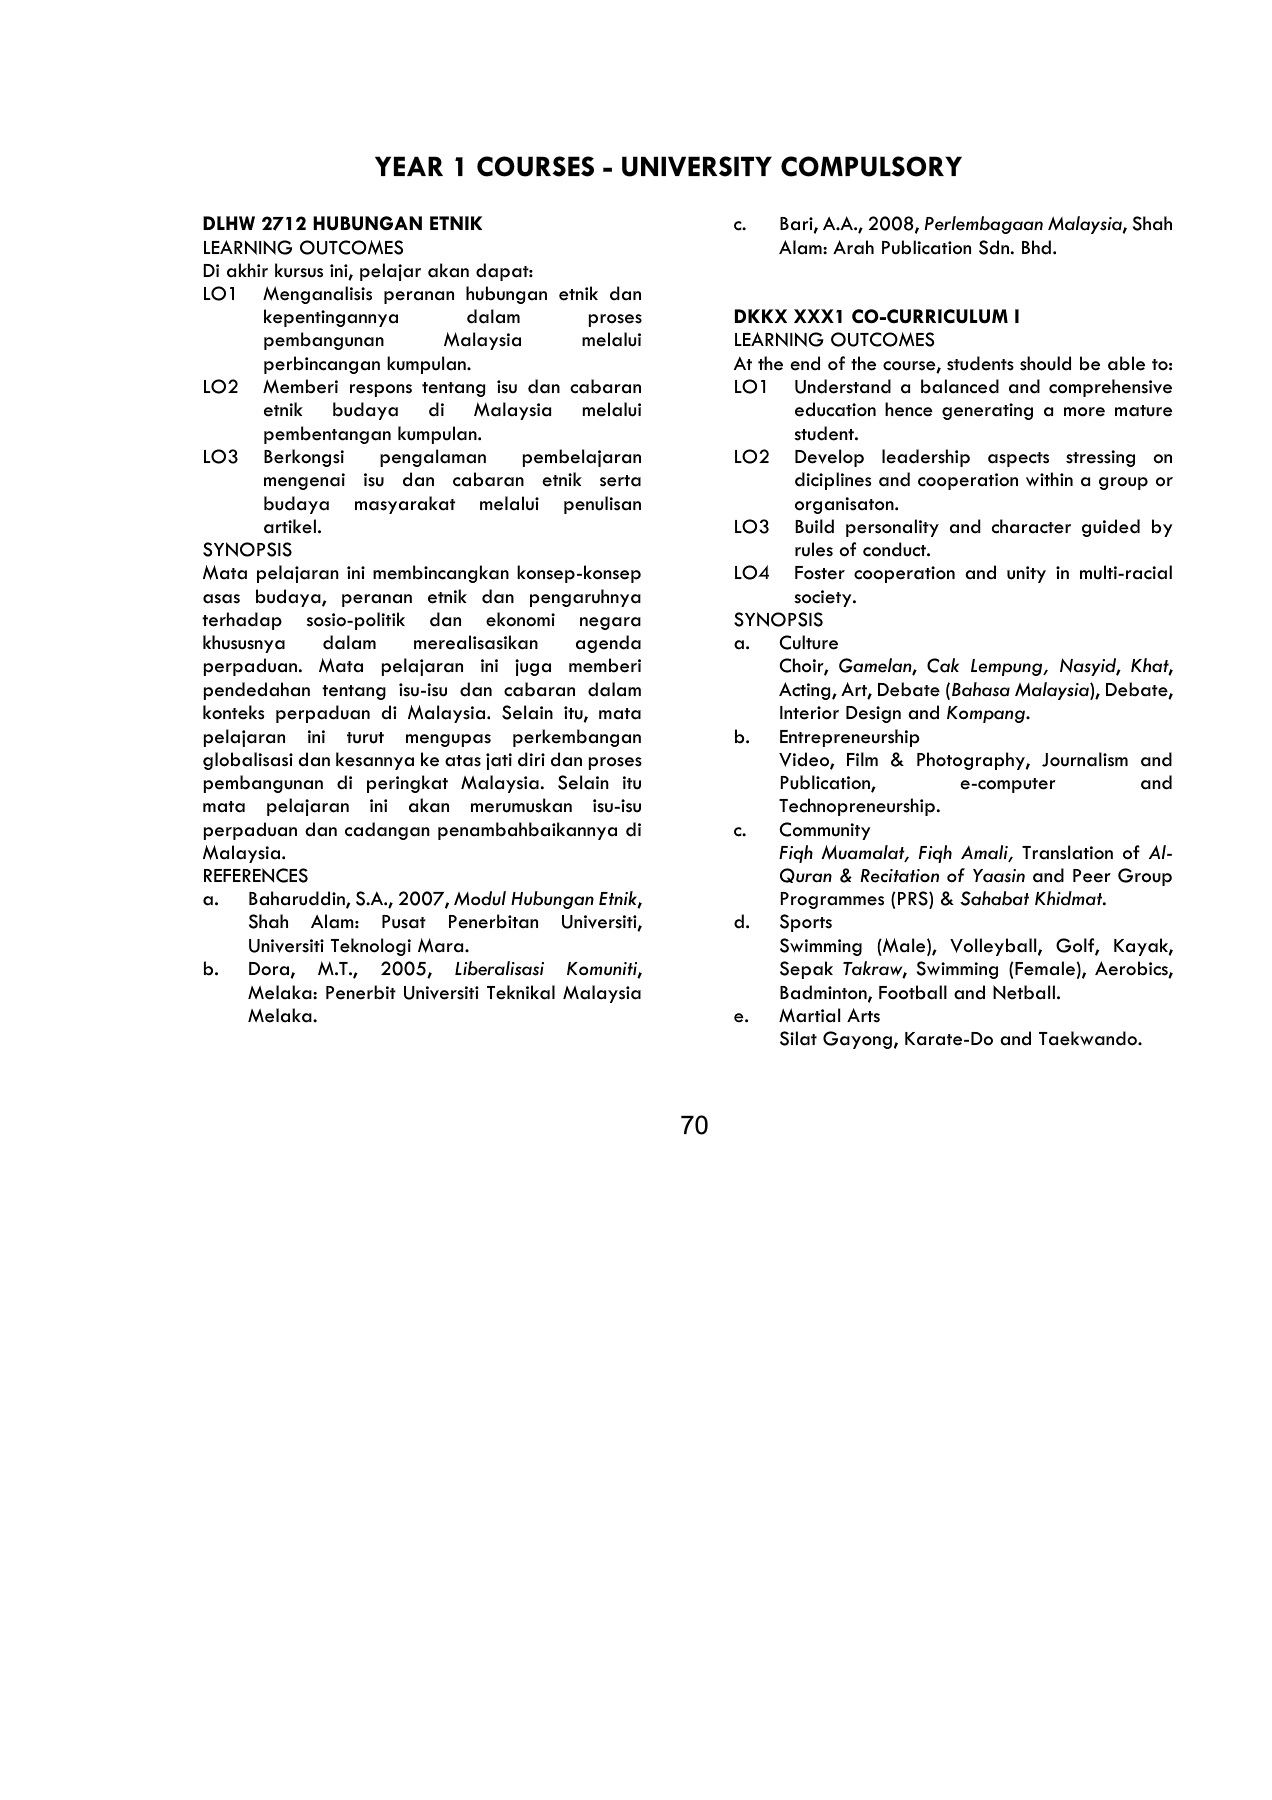 YEAR 1 COURSES - UNIVERSITY COMPULSORY
DLHW 2712 HUBUNGAN ETNIK
LEARNING OUTCOMES
Di akhir kursus ini, pelajar akan dapat:
LO1 Menganalisis peranan hubungan etnik dan
kepentingannya dalam proses
pembangunan Malaysia melalui
perbincangan kumpulan.
LO2 Memberi respons tentang isu dan cabaran
etnik budaya di Malaysia melalui
pembentangan kumpulan.
LO3 Berkongsi pengalaman pembelajaran
mengenai isu dan cabaran etnik serta
budaya masyarakat melalui penulisan
artikel.
SYNOPSIS
Mata pelajaran ini membincangkan konsep-konsep
asas budaya, peranan etnik dan pengaruhnya
terhadap sosio-politik dan ekonomi negara
khususnya dalam merealisasikan agenda
perpaduan. Mata pelajaran ini juga memberi
pendedahan tentang isu-isu dan cabaran dalam
konteks perpaduan di Malaysia. Selain itu, mata
pelajaran ini turut mengupas perkembangan
globalisasi dan kesannya ke atas jati diri dan proses
pembangunan di peringkat Malaysia. Selain itu
mata pelajaran ini akan merumuskan isu-isu
perpaduan dan cadangan penambahbaikannya di
Malaysia.
REFERENCES
a. Baharuddin, S.A., 2007, Modul Hubungan Etnik,
Shah Alam: Pusat Penerbitan Universiti,
Universiti Teknologi Mara.
b. Dora, M.T., 2005, Liberalisasi Komuniti,
Melaka: Penerbit Universiti Teknikal Malaysia
Melaka.
c. Bari, A.A., 2008, Perlembagaan Malaysia, Shah
Alam: Arah Publication Sdn. Bhd.
DKKX XXX1 CO-CURRICULUM I
LEARNING OUTCOMES
At the end of the course, students should be able to:
LO1 Understand a balanced and comprehensive
education hence generating a more mature
student.
LO2 Develop leadership aspects stressing on
diciplines and cooperation within a group or
organisaton.
LO3 Build personality and character guided by
rules of conduct.
LO4 Foster cooperation and unity in multi-racial
society.
SYNOPSIS
a. Culture
Choir, Gamelan, Cak Lempung, Nasyid, Khat,
Acting, Art, Debate (Bahasa Malaysia), Debate,
Interior Design and Kompang.
b. Entrepreneurship
Video, Film & Photography, Journalism and
Publication, e-computer and
Technopreneurship.
c. Community
Fiqh Muamalat, Fiqh Amali, Translation of Al-
Quran & Recitation of Yaasin and Peer Group
Programmes (PRS) & Sahabat Khidmat.
d. Sports
Swimming (Male), Volleyball, Golf, Kayak,
Sepak Takraw, Swimming (Female), Aerobics,
Badminton, Football and Netball.
e. Martial Arts
Silat Gayong, Karate-Do and Taekwando.
70